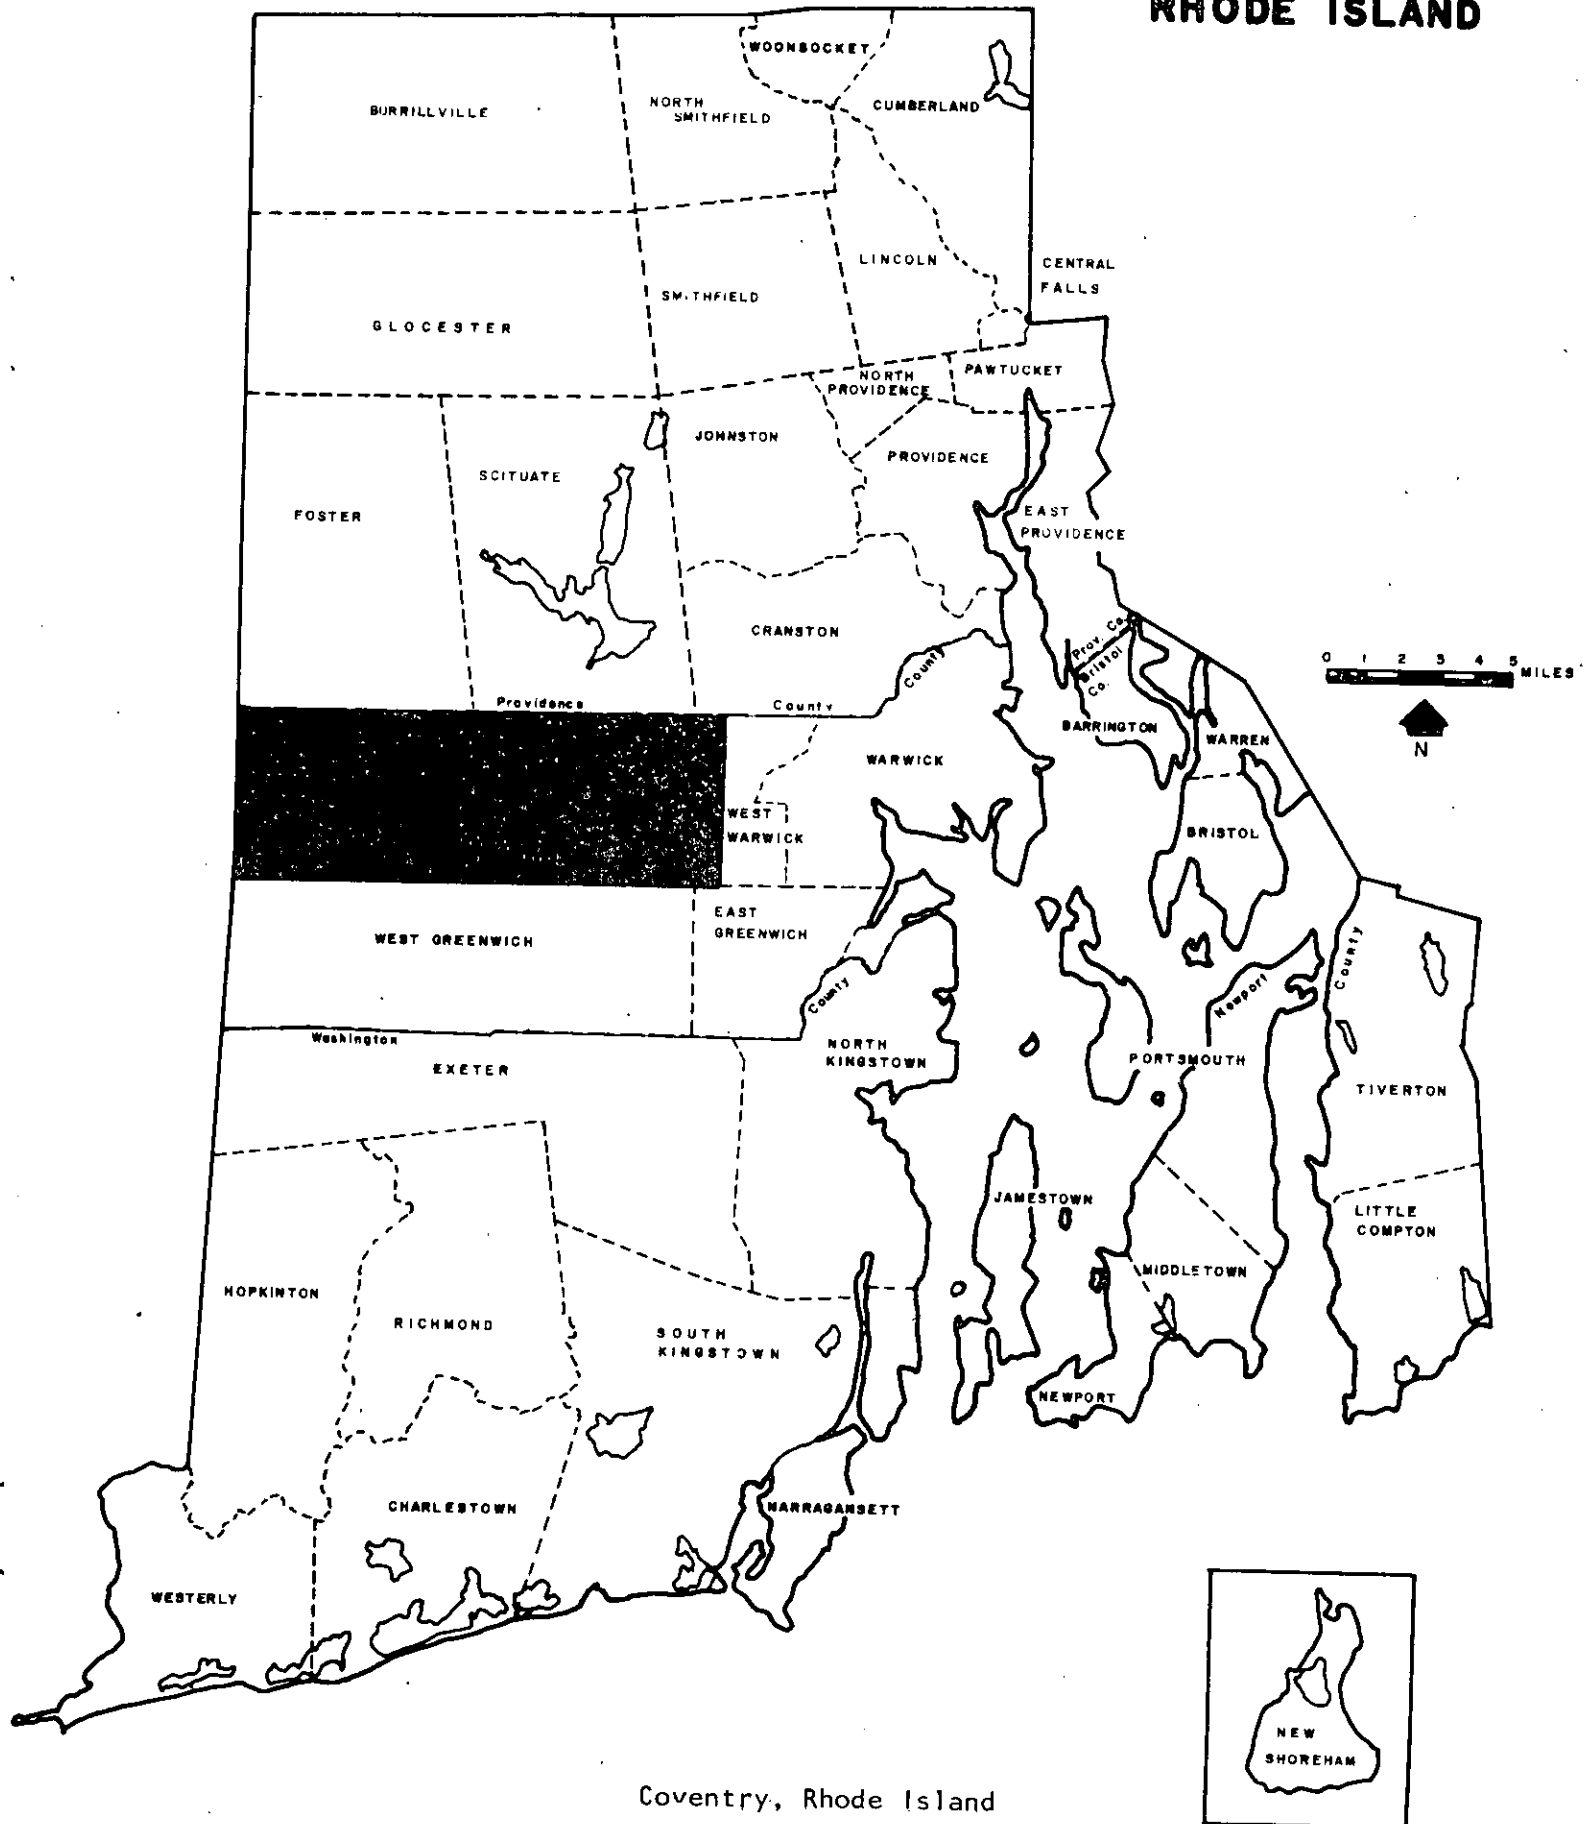 RHODE ISLAND
WOONSOCKET
BURRILLVILLE
NORTH
SMITHFIELD
CUMBERLAND
LINCOLN
CENTRAL
FALLS
SMITHFIELD
GLOCESTER
NORTH
PROVIDENCE
PAWTUCKET
JOHNSTON
PROVIDENCE
SCITUATE
FOSTER
EAST
PROVIDENCE
CRANSTON
Prov. Co.
Bristol
Co.
County
0 1 2 3 4 5 MILES
N
Providence County
BARRINGTON
WARREN
WARWICK
WEST
WARWICK
BRISTOL
EAST
GREENWICH
WEST GREENWICH
County
County
Newport
Washington
NORTH
KINGSTOWN
EXETER
PORTSMOUTH
TIVERTON
JAMESTOWN
LITTLE
COMPTON
MIDDLETOWN
HOPKINTON
RICHMOND
SOUTH
KINGSTOWN
NEWPORT
CHARLESTOWN
NARRAGANSETT
WESTERLY
NEW
SHOREHAM
Coventry, Rhode Island